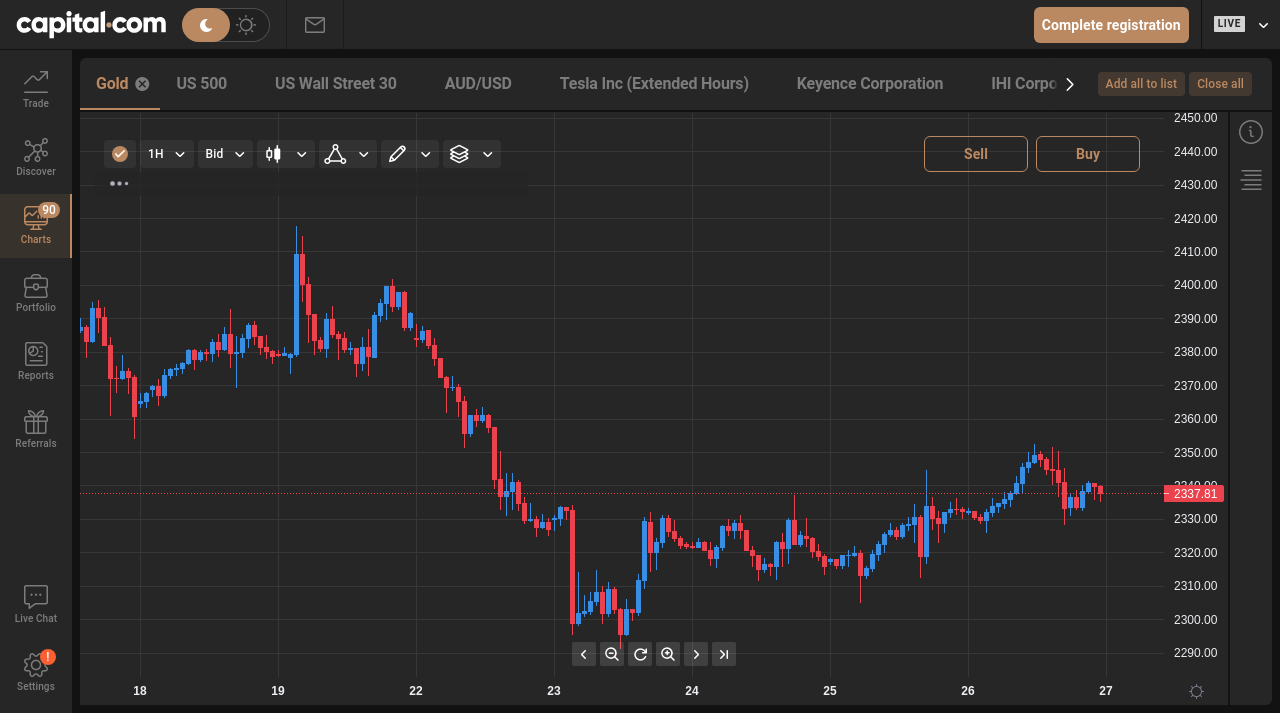 capital.com
Complete registration
LIVE
Trade
Discover
90
Charts
Portfolio
Reports
Referrals
Live Chat
!
Settings
Gold US 500 US Wall Street 30 AUD/USD Tesla Inc (Extended Hours) Keyence Corporation IHI Corpo
Add all to list Close all
1H Bid
Sell Buy
2450.00
2440.00
2430.00
2420.00
2410.00
2400.00
2390.00
2380.00
2370.00
2360.00
2350.00
2340.00
2337.81
2330.00
2320.00
2310.00
2300.00
2290.00
18 19 22 23 24 25 26 27